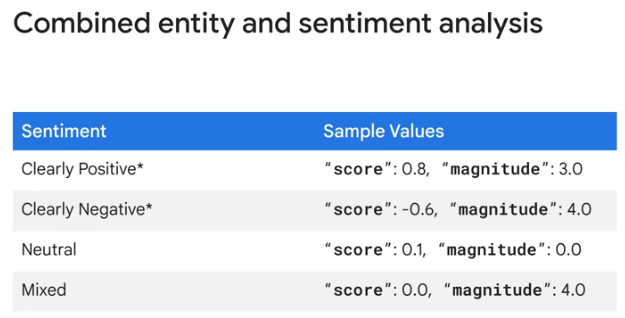 Combined entity and sentiment analysis
Sentiment Sample Values
Clearly Positive* “score”: 0.8, “magnitude”: 3.0
Clearly Negative* “score”: -0.6, “magnitude”: 4.0
Neutral “score”: 0.1, “magnitude”: 0.0
Mixed “score”: 0.0, “magnitude”: 4.0